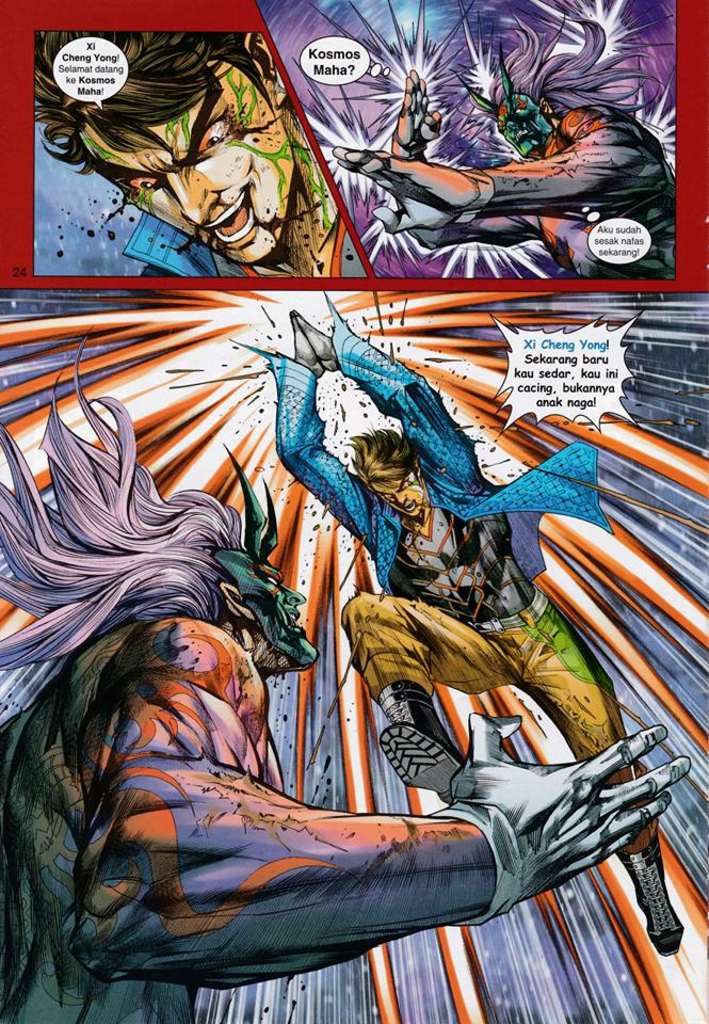 Xi
Cheng Yong!
Selamat datang
ke Kosmos
Maha!
Kosmos
Maha?
Aku sudah
sesak nafas
sekarang!
24
Xi Cheng Yong!
Sekarang baru
kau sedar, kau ini
cacing, bukannya
anak naga!